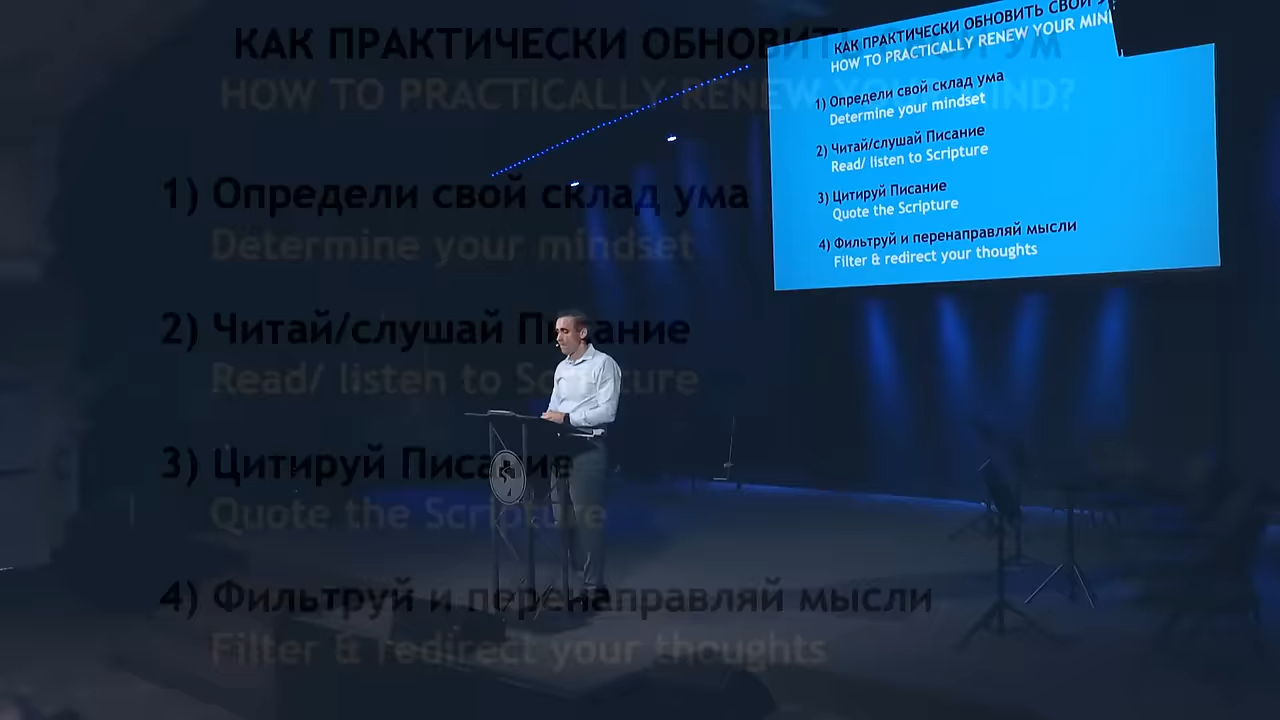 КАК ПРАКТИЧЕСКИ ОБНОВИТЬ СВОЙ УМ
HOW TO PRACTICALLY RENEW YOUR MIND?
1) Определи свой склад ума
Determine your mindset
2) Читай/слушай Писание
Read/ listen to Scripture
3) Цитируй Писание
Quote the Scripture
4) Фильтруй и перенаправляй мысли
Filter & redirect your thoughts
КАК ПРАКТИЧЕСКИ ОБНОВИТЬ СВОЙ У
HOW TO PRACTICALLY RENEW YOUR MIN
1) Определи свой склад ума
Determine your mindset
2) Читай/слушай Писание
Read/ listen to Scripture
3) Цитируй Писание
Quote the Scripture
4) Фильтруй и перенаправляй мысли
Filter & redirect your thoughts